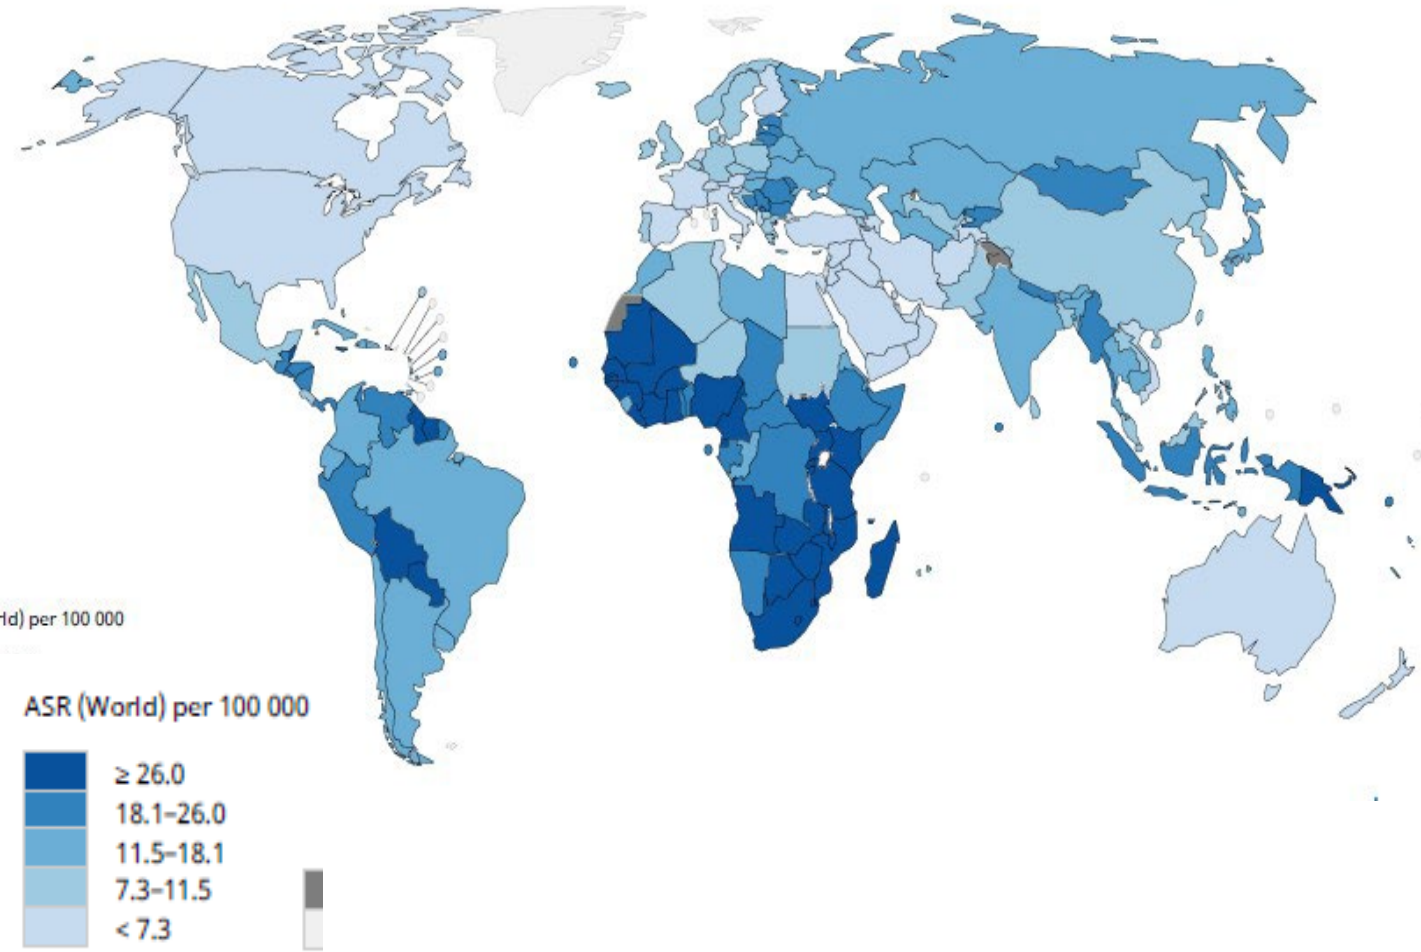 ld) per 100 000
ASR (World) per 100 000
≥ 26.0
18.1–26.0
11.5–18.1
7.3–11.5
< 7.3